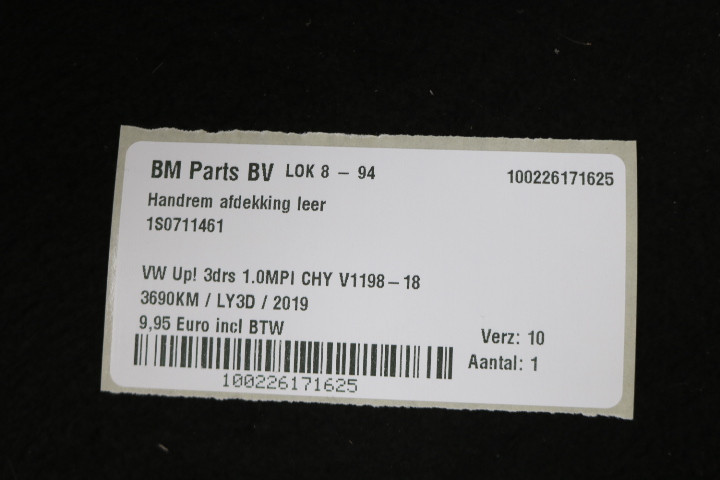 BM Parts BV LOK 8 - 94 100226171625
Handrem afdekking leer
1S0711461
VW Up! 3drs 1.0MPI CHY V1198-18
3690KM / LY3D / 2019
9,95 Euro incl BTW
Verz: 10
Aantal: 1
100226171625